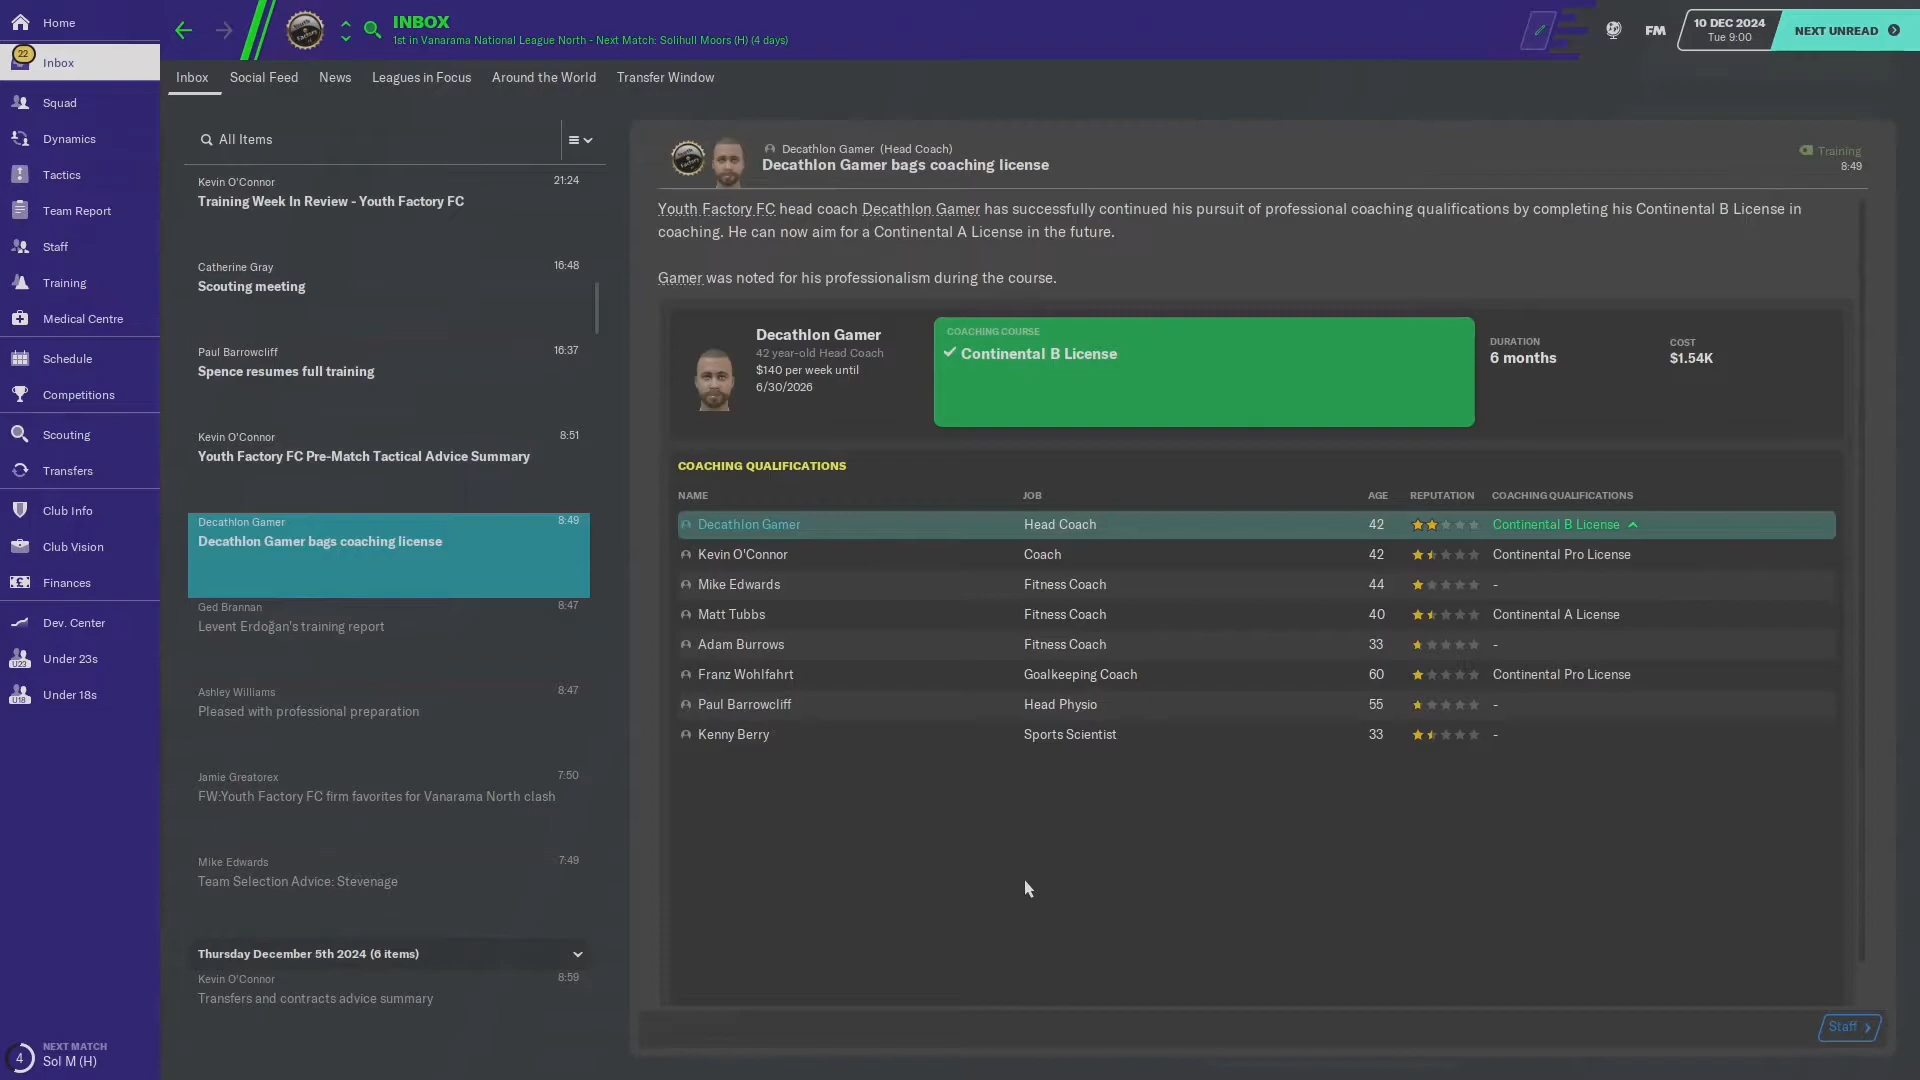 Home
22
Inbox
Squad
Dynamics
Tactics
Team Report
Staff
Training
Medical Centre
Schedule
Competitions
Scouting
Transfers
Club Info
Club Vision
Finances
Dev. Center
U23
Under 23s
U18
Under 18s
4
NEXT MATCH
Sol M (H)
INBOX
1st in Vanarama National League North - Next Match: Solihull Moors (H) (4 days)
FM
10 DEC 2024
Tue 9:00
NEXT UNREAD
Inbox
Social Feed
News
Leagues in Focus
Around the World
Transfer Window
All Items
Kevin O'Connor 21:24
Training Week In Review - Youth Factory FC
Catherine Gray 16:48
Scouting meeting
Paul Barrowcliff 16:37
Spence resumes full training
Kevin O'Connor 8:51
Youth Factory FC Pre-Match Tactical Advice Summary
Decathlon Gamer 8:49
Decathlon Gamer bags coaching license
Ged Brannan 8:47
Levent Erdoğan's training report
Ashley Williams 8:47
Pleased with professional preparation
Jamie Greatorex 7:50
FW:Youth Factory FC firm favorites for Vanarama North clash
Mike Edwards 7:49
Team Selection Advice: Stevenage
Thursday December 5th 2024 (6 items)
Kevin O'Connor 8:59
Transfers and contracts advice summary
Decathlon Gamer (Head Coach)
Decathlon Gamer bags coaching license
Training
8:49
Youth Factory FC head coach Decathlon Gamer has successfully continued his pursuit of professional coaching qualifications by completing his Continental B License in
coaching. He can now aim for a Continental A License in the future.
Gamer was noted for his professionalism during the course.
Decathlon Gamer
42 year-old Head Coach
$140 per week until
6/30/2026
COACHING COURSE
Continental B License
DURATION
6 months
COST
$1.54K
COACHING QUALIFICATIONS
NAME JOB AGE REPUTATION COACHING QUALIFICATIONS
Decathlon Gamer Head Coach 42 Continental B License
Kevin O'Connor Coach 42 Continental Pro License
Mike Edwards Fitness Coach 44 -
Matt Tubbs Fitness Coach 40 Continental A License
Adam Burrows Fitness Coach 33 -
Franz Wohlfahrt Goalkeeping Coach 60 Continental Pro License
Paul Barrowcliff Head Physio 55 -
Kenny Berry Sports Scientist 33 -
Staff